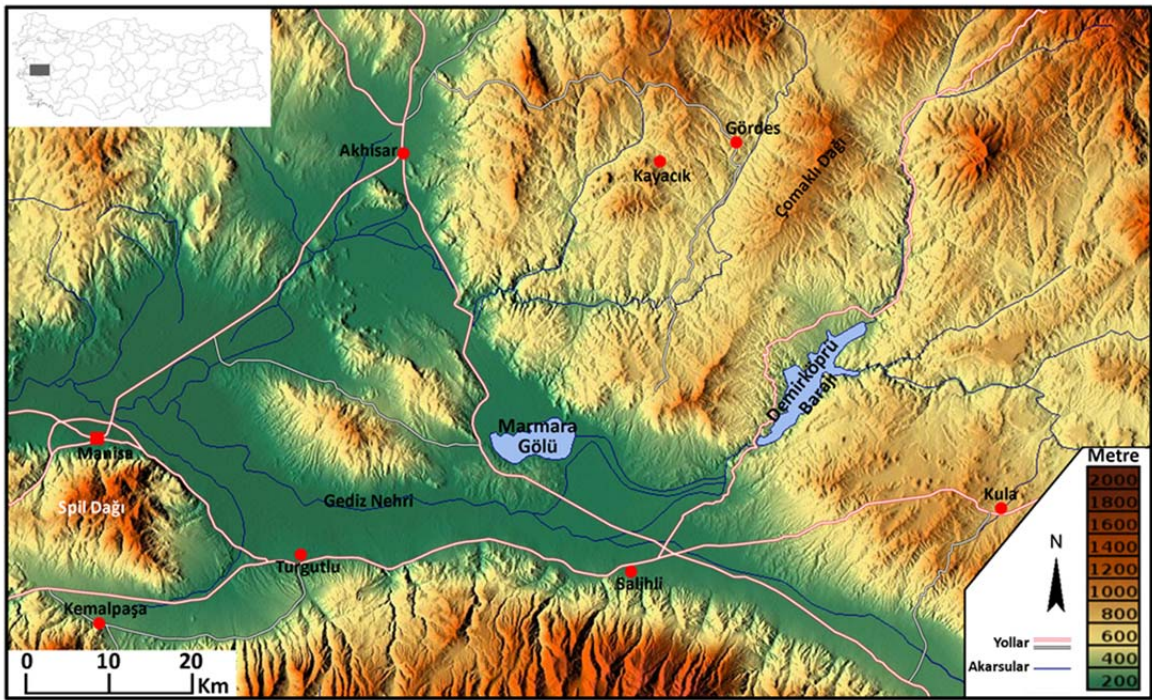 Akhisar
Gördes
Kayacık
Çomaklı Dağı
Demirköprü
Barajı
Marmara
Gölü
Manisa
Spil Dağı
Gediz Nehri
Turgutlu
Salihli
Kula
Kemalpaşa
0 10 20
Km
Metre
2000
1800
1600
1400
1200
1000
800
600
400
200
N
Yollar
Akarsular